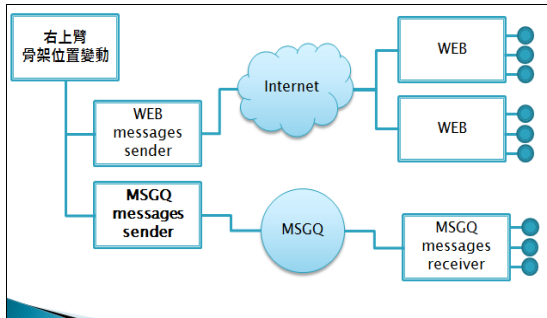 右上臂
骨架位置變動
WEB
messages
sender
Internet
WEB
WEB
MSGQ
messages
sender
MSGQ
MSGQ
messages
receiver